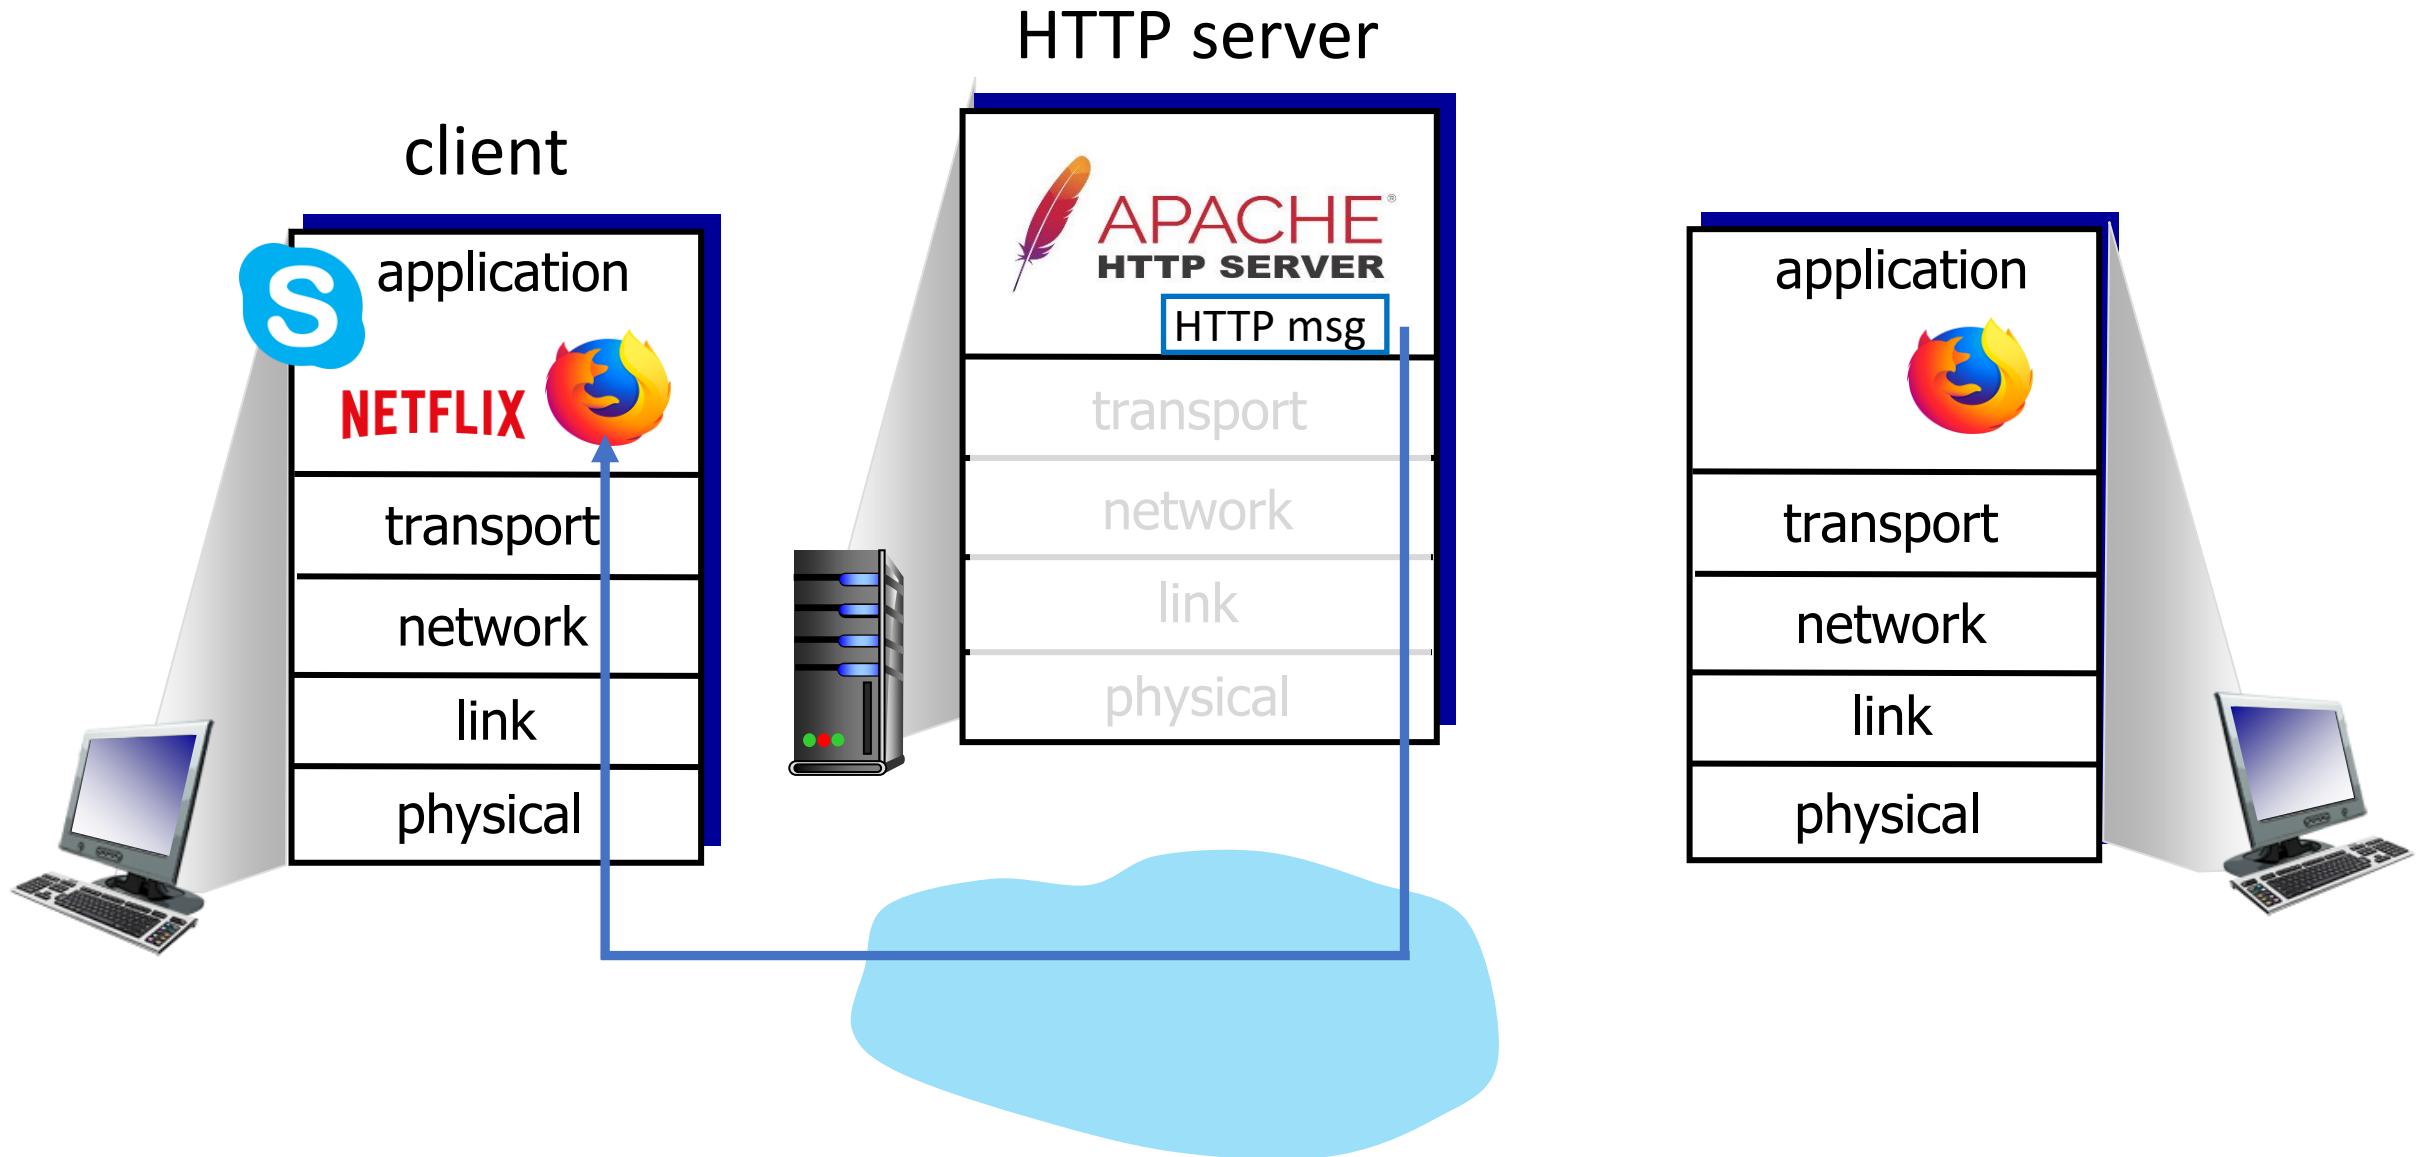 HTTP server
client
application
S
NETFLIX
transport
network
link
physical
APACHE®
HTTP SERVER
HTTP msg
transport
network
link
physical
application
transport
network
link
physical